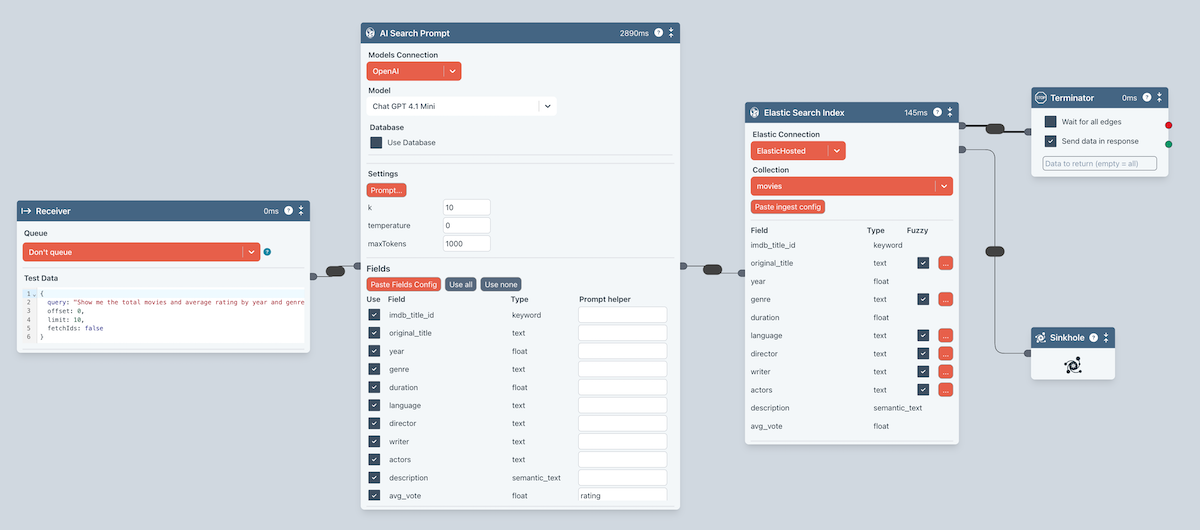 Receiver 0ms ?
Queue
Don't queue
?
Test Data
1 {
2 query: "Show me the total movies and average rating by year and genre
3 offset: 0,
4 limit: 10,
5 fetchIds: false
6 }
AI Search Prompt 2890ms ?
Models Connection
OpenAI
Model
Chat GPT 4.1 Mini
Database
Use Database
Settings
Prompt...
k 10
temperature 0
maxTokens 1000
Fields
Paste Fields Config Use all Use none
Use Field Type Prompt helper
imdb_title_id keyword
original_title text
year float
genre text
duration float
language text
director text
writer text
actors text
description semantic_text
avg_vote float rating
Elastic Search Index 145ms ?
Elastic Connection
ElasticHosted
Collection
movies
Paste ingest config
Field Type Fuzzy
imdb_title_id keyword
original_title text ...
year float
genre text ...
duration float
language text ...
director text ...
writer text ...
actors text ...
description semantic_text
avg_vote float
STOP Terminator 0ms ?
Wait for all edges
Send data in response
Data to return (empty = all)
Sinkhole ?